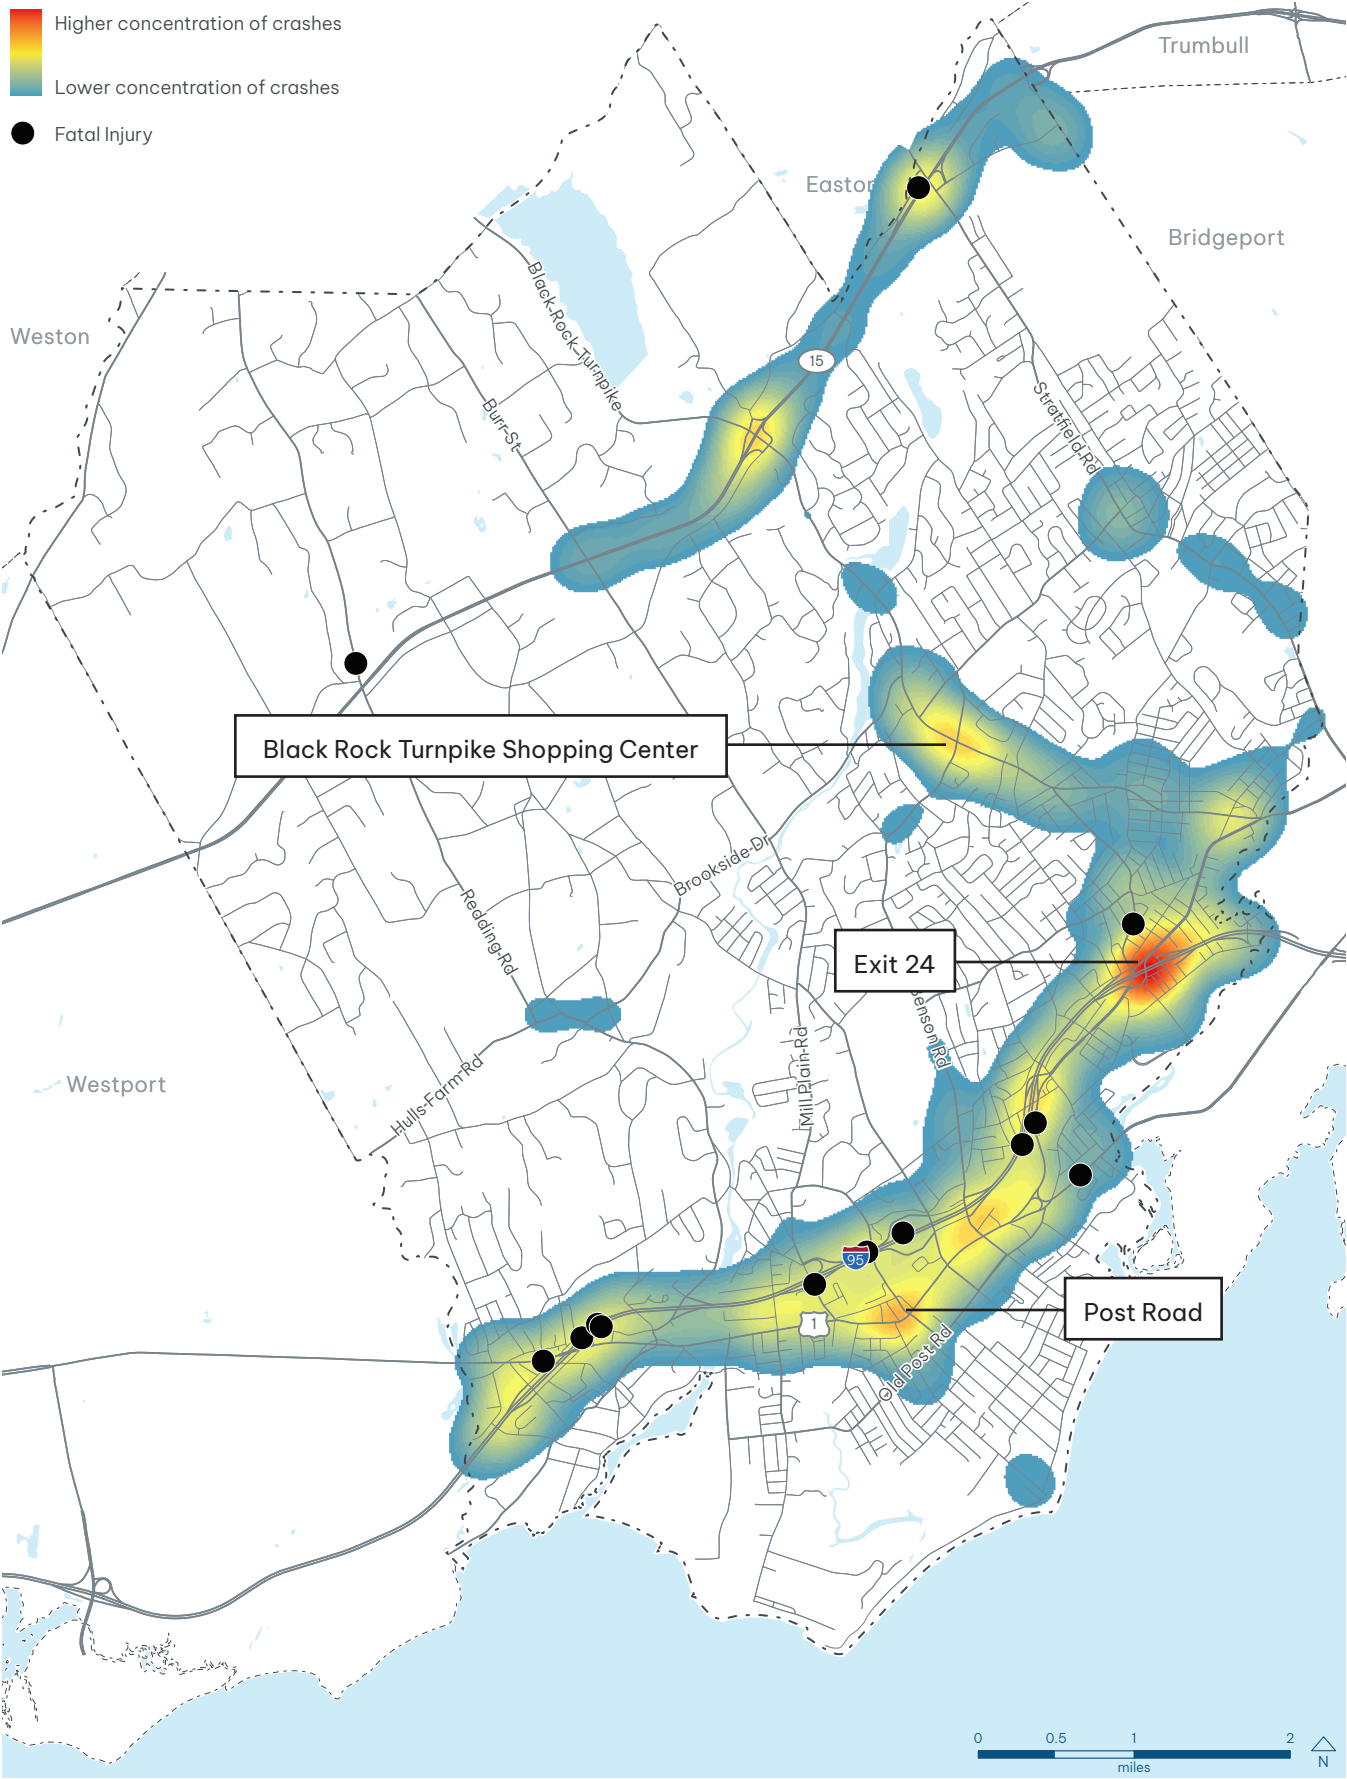 Higher concentration of crashes
Lower concentration of crashes
Fatal Injury
Trumbull
Easton
Bridgeport
Weston
Black Rock Turnpike
15
Burr St
Stratfield Rd
Black Rock Turnpike Shopping Center
Brookside Dr
Redding Rd
Exit 24
Benson Rd
Mill Plain Rd
Westport
Hulls Farm Rd
95
Post Road
1
Old Post Rd
0 0.5 1 2
miles
N